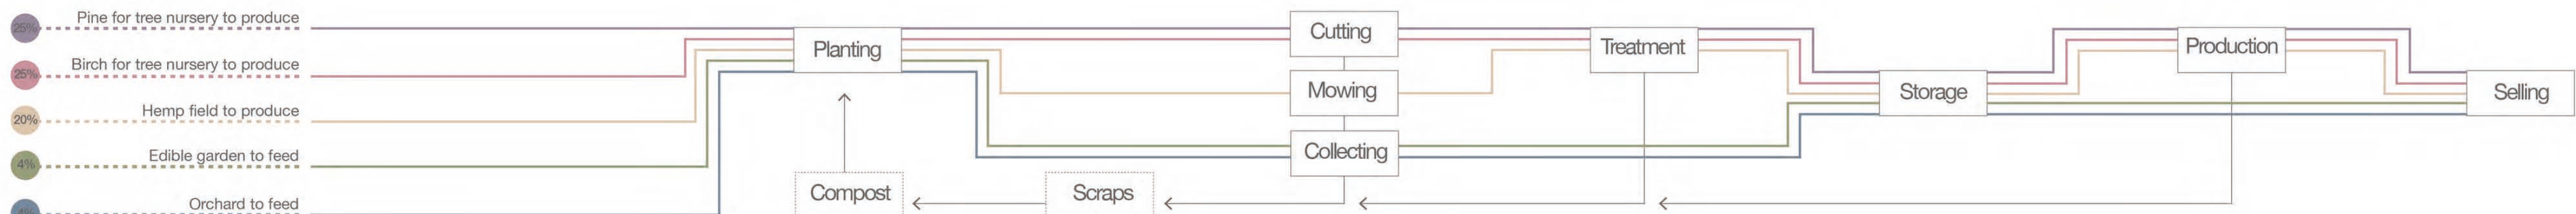 25% Pine for tree nursery to produce
25% Birch for tree nursery to produce
20% Hemp field to produce
4% Edible garden to feed
Orchard to feed
Planting
Compost
Scraps
Cutting
Mowing
Collecting
Treatment
Storage
Production
Selling